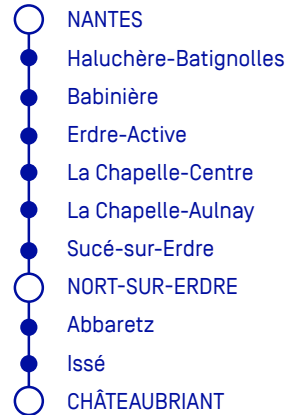 NANTES
Haluchère-Batignolles
Babinière
Erdre-Active
La Chapelle-Centre
La Chapelle-Aulnay
Sucé-sur-Erdre
NORT-SUR-ERDRE
Abbaretz
Issé
CHÂTEAUBRIANT